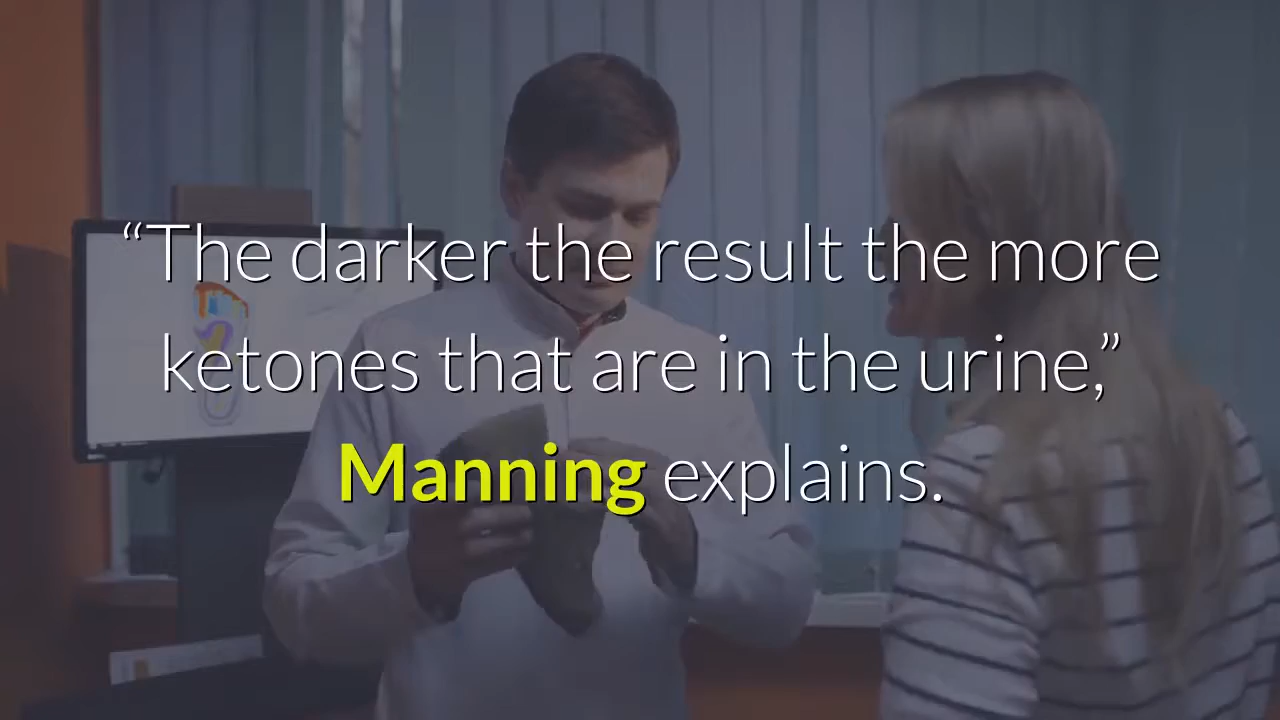 “The darker the result the more
ketones that are in the urine,”
Manning explains.